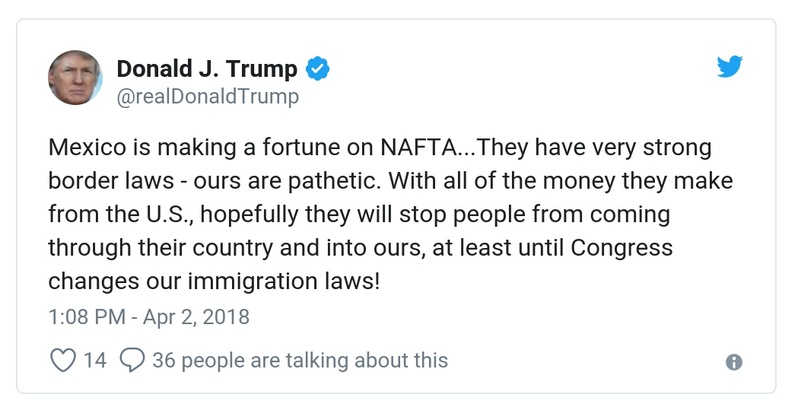 Donald J. Trump
@realDonaldTrump
Mexico is making a fortune on NAFTA...They have very strong
border laws - ours are pathetic. With all of the money they make
from the U.S., hopefully they will stop people from coming
through their country and into ours, at least until Congress
changes our immigration laws!
1:08 PM - Apr 2, 2018
14 36 people are talking about this